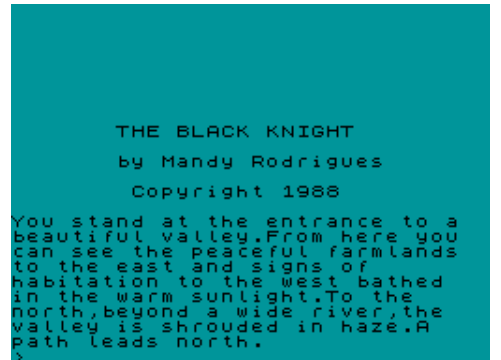 THE BLACK KNIGHT
by Mandy Rodrigues
Copyright 1988
You stand at the entrance to a
beautiful valley.From here you
can see the peaceful farmlands
to the east and signs of
habitation to the west bathed
in the warm sunlight.To the
north,beyond a wide river,the
valley is shrouded in haze.A
path leads north.
>